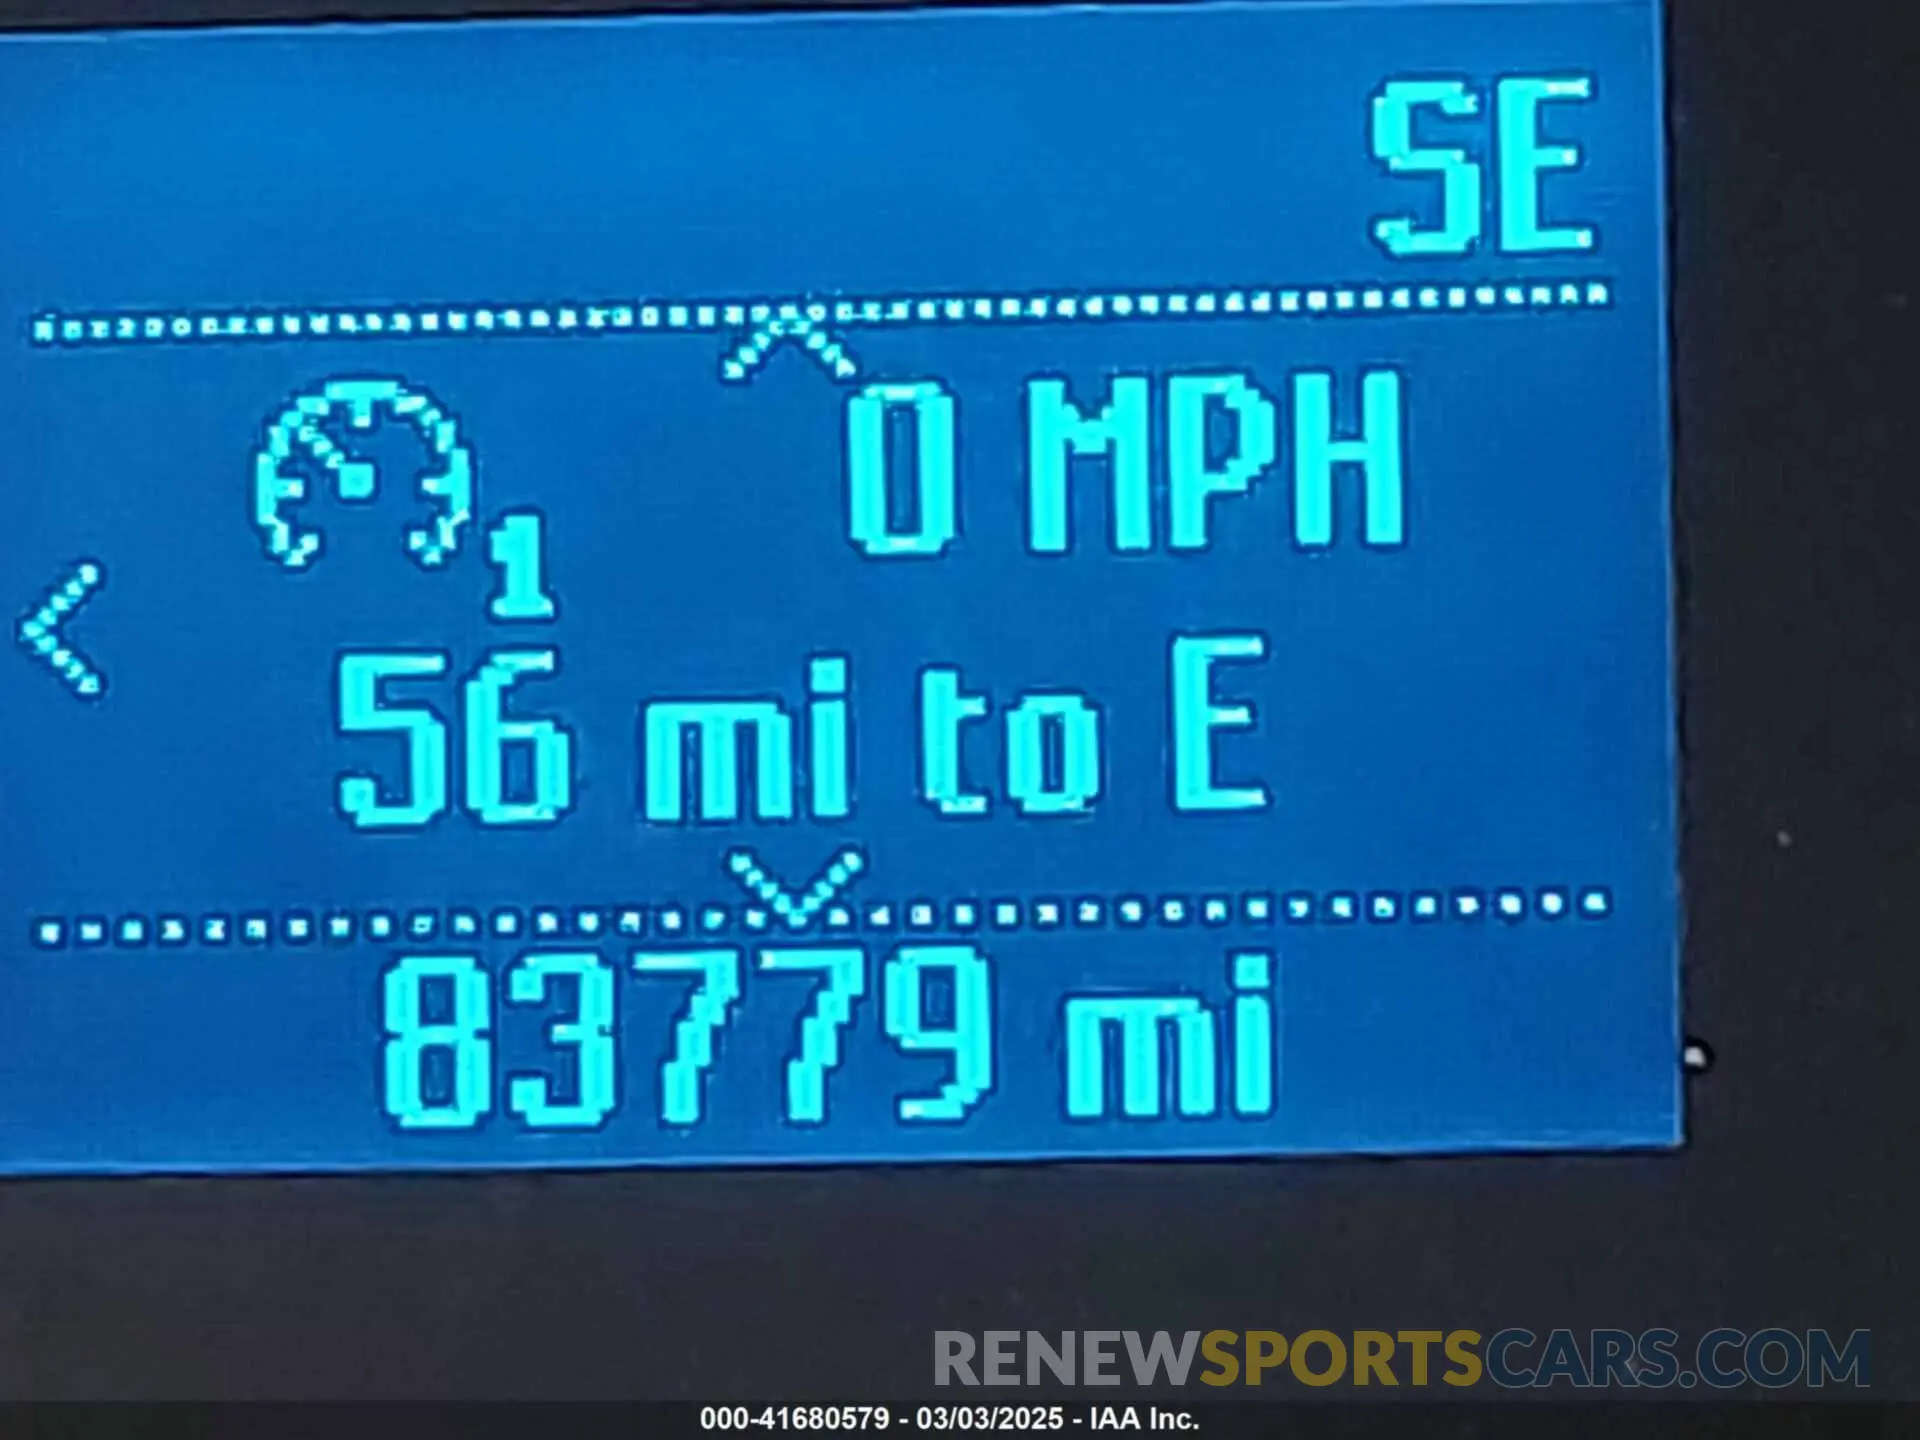 SE
0 MPH
1
56 mi to E
83779 mi
RENEWSPORTSCARS.COM
000-41680579 - 03/03/2025 - IAA Inc.